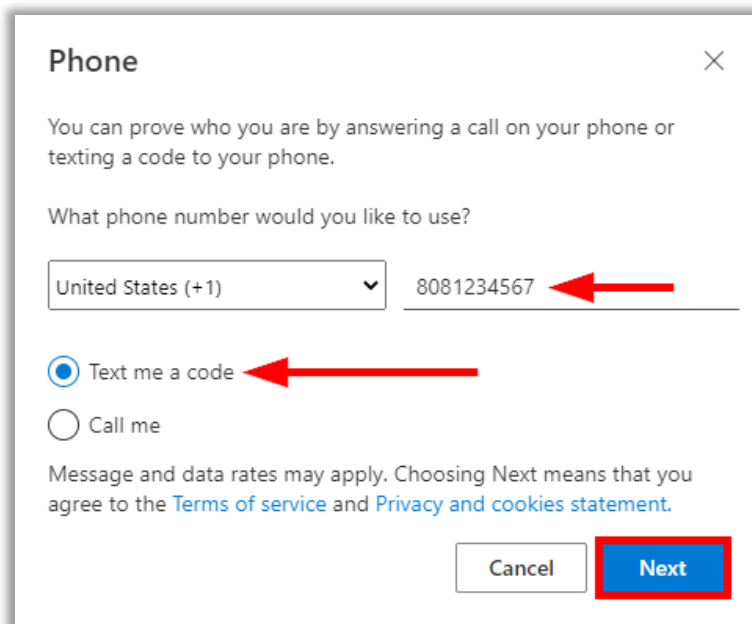 Phone
You can prove who you are by answering a call on your phone or
texting a code to your phone.
What phone number would you like to use?
United States (+1) 8081234567
Text me a code
Call me
Message and data rates may apply. Choosing Next means that you
agree to the Terms of service and Privacy and cookies statement.
Cancel Next